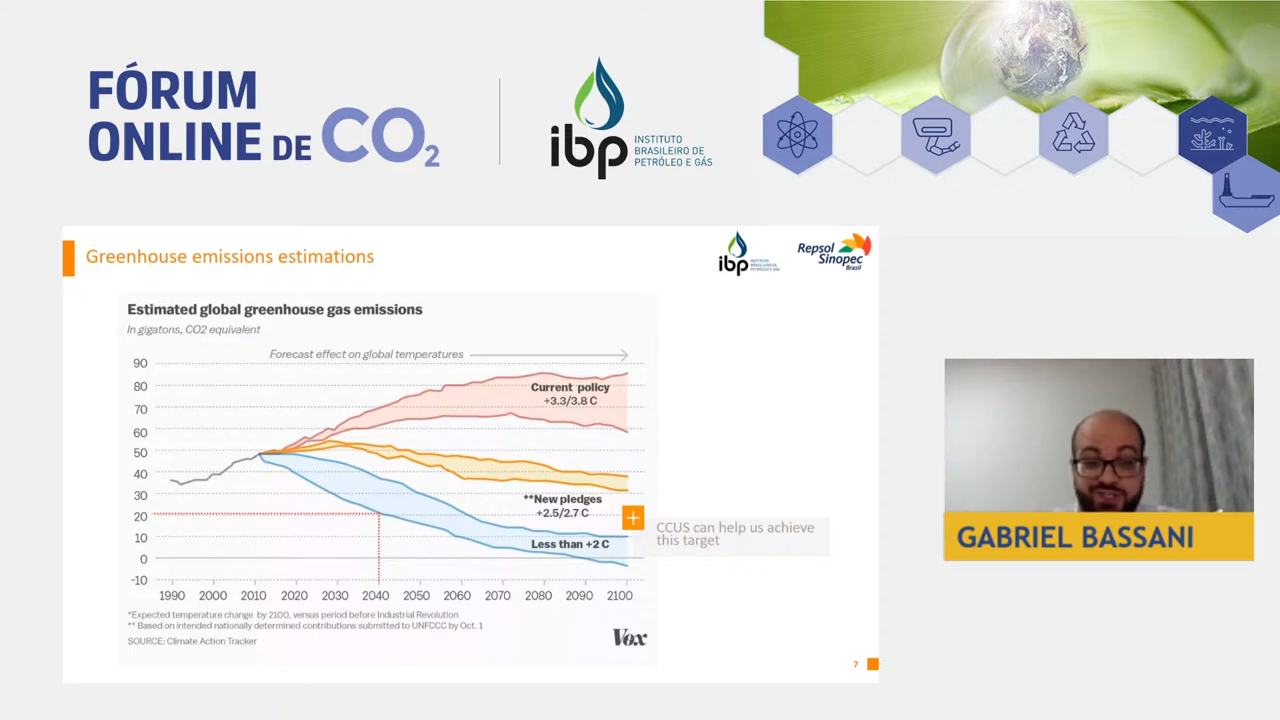 FÓRUM
ONLINE DE CO2
ibp
INSTITUTO
BRASILEIRO DE
PETRÓLEO E GÁS
Greenhouse emissions estimations
ibp
Repsol
Sinopec
Brasil
Estimated global greenhouse gas emissions
In gigatons, CO2 equivalent
Forecast effect on global temperatures
90
80
70
60
50
40
30
20
10
0
-10
Current policy
+3.3/3.8 C
**New pledges
+2.5/2.7 C
Less than +2 C
+
CCUS can help us achieve
this target
1990 2000 2010 2020 2030 2040 2050 2060 2070 2080 2090 2100
*Expected temperature change by 2100, versus period before Industrial Revolution
** Based on intended nationally determined contributions submitted to UNFCCC by Oct. 1
SOURCE: Climate Action Tracker
Vox
7
GABRIEL BASSANI